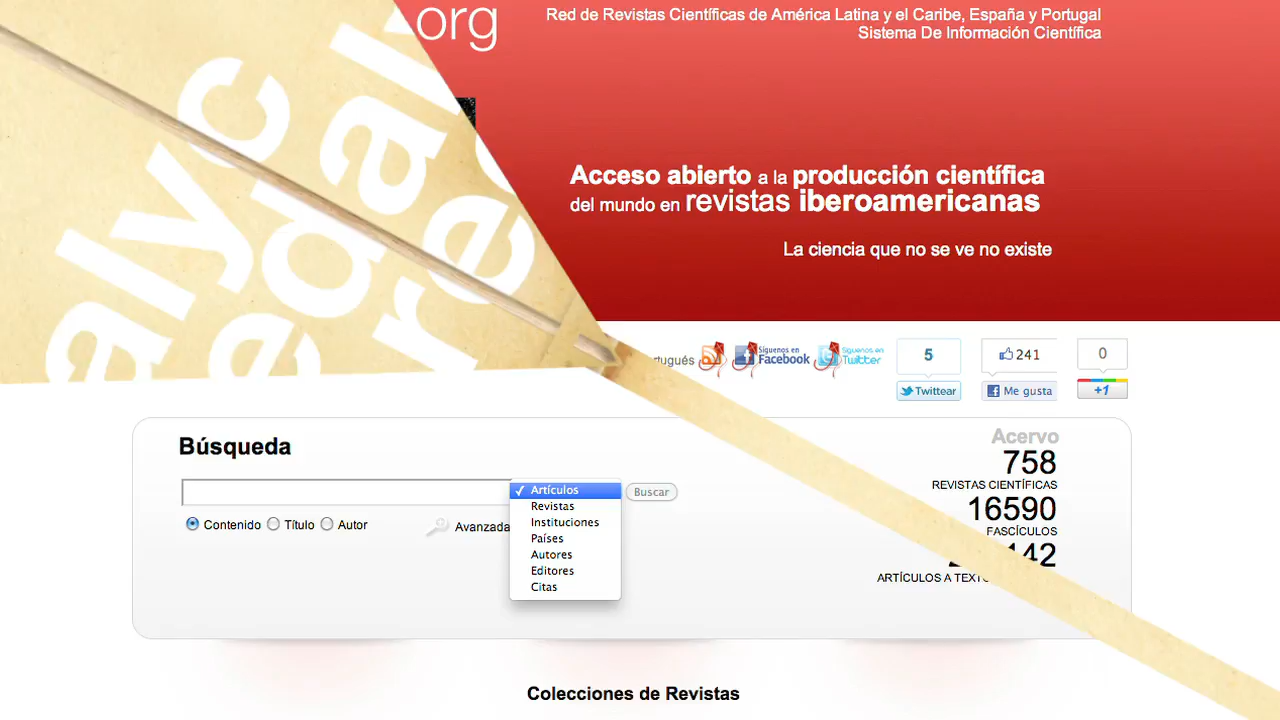 org
Red de Revistas Científicas de América Latina y el Caribe, España y Portugal
Sistema De Información Científica
alyc
redaly
Acceso abierto a la producción científica
del mundo en revistas iberoamericanas
La ciencia que no se ve no existe
Síguenos en
Facebook
Síguenos en
Twitter
5
241
0
Twittear
Me gusta
+1
Búsqueda
Acervo
758
REVISTAS CIENTÍFICAS
16590
FASCÍCULOS
142
ARTÍCULOS A
Artículos
Buscar
Revistas
Instituciones
Países
Autores
Editores
Citas
Contenido
Título
Autor
Avanzada
Colecciones de Revistas